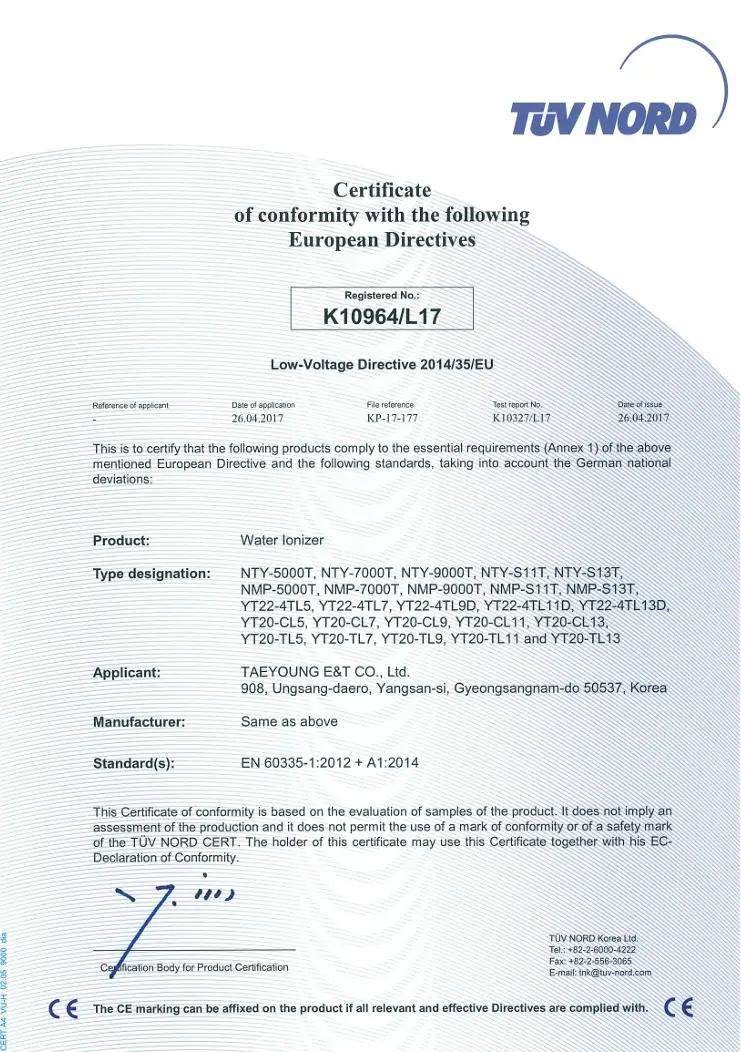 TÜV NORD
Certificate
of conformity with the following
European Directives
Registered No.:
K10964/L17
Low-Voltage Directive 2014/35/EU
Reference of applicant Date of application File reference Test report No. Date of issue
- 26.04.2017 KP-17-177 K10327/L17 26.04.2017
This is to certify that the following products comply to the essential requirements (Annex 1) of the above
mentioned European Directive and the following standards, taking into account the German national
deviations:
Product: Water Ionizer
Type designation: NTY-5000T, NTY-7000T, NTY-9000T, NTY-S11T, NTY-S13T,
NMP-5000T, NMP-7000T, NMP-9000T, NMP-S11T, NMP-S13T,
YT22-4TL5, YT22-4TL7, YT22-4TL9D, YT22-4TL11D, YT22-4TL13D,
YT20-CL5, YT20-CL7, YT20-CL9, YT20-CL11, YT20-CL13,
YT20-TL5, YT20-TL7, YT20-TL9, YT20-TL11 and YT20-TL13
Applicant: TAEYOUNG E&T CO., Ltd.
908, Ungsang-daero, Yangsan-si, Gyeongsangnam-do 50537, Korea
Manufacturer: Same as above
Standard(s): EN 60335-1:2012 + A1:2014
This Certificate of conformity is based on the evaluation of samples of the product. It does not imply an
assessment of the production and it does not permit the use of a mark of conformity or of a safety mark
of the TÜV NORD CERT. The holder of this certificate may use this Certificate together with his EC-
Declaration of Conformity.
Certification Body for Product Certification
TÜV NORD Korea Ltd.
Tel.: +82-2-6000-4222
Fax: +82-2-556-3065
E-mail: tnk@tuv-nord.com
CE The CE marking can be affixed on the product if all relevant and effective Directives are complied with. CE
CERT A4 VU-H 02.05 9000 dia